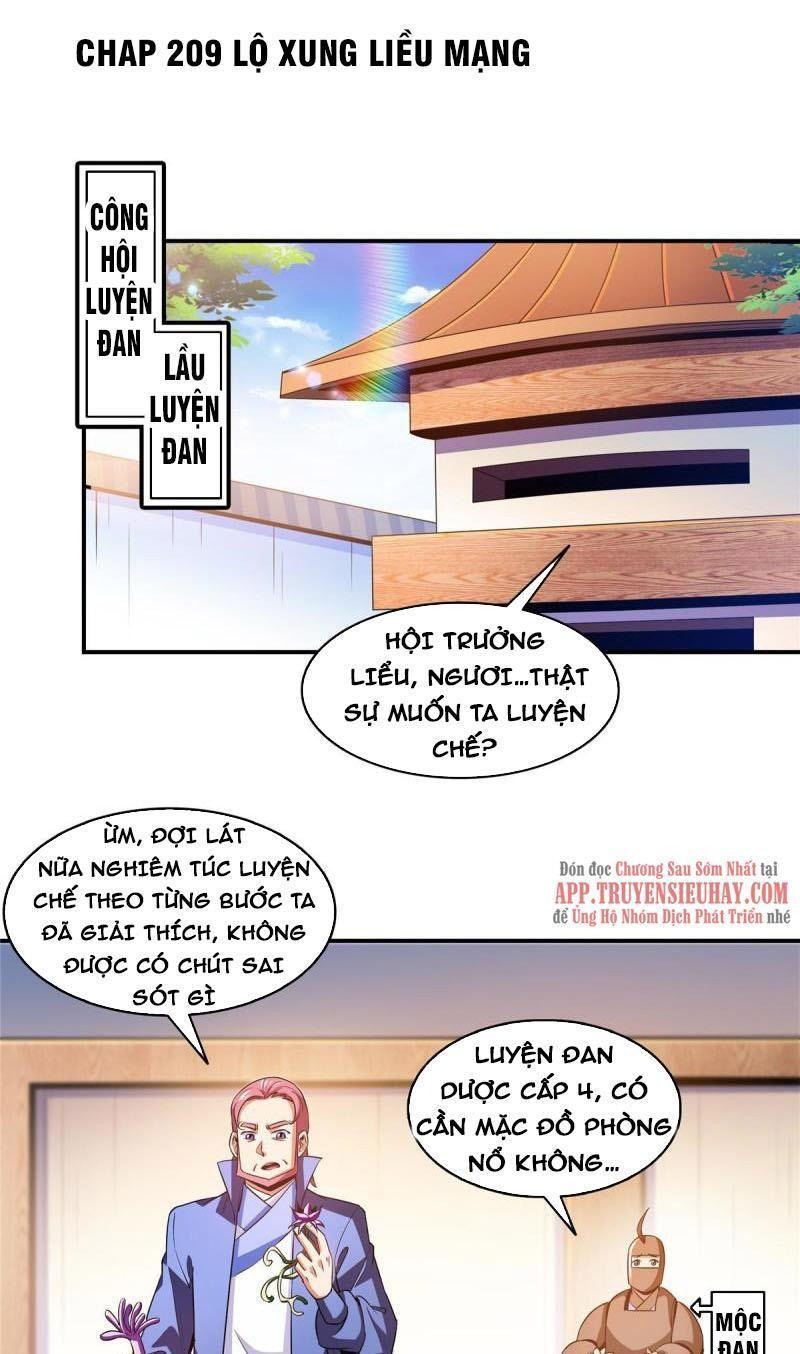 CHAP 209 LỘ XUNG LIỀU MẠNG
CÔNG
HỘI
LUYỆN
ĐAN
LẦU
LUYỆN
ĐAN
HỘI TRƯỞNG
LIỂU, NGƯƠI...THẬT
SỰ MUỐN TA LUYỆN
CHẾ?
ỪM, ĐỢI LÁT
NỮA NGHIÊM TÚC LUYỆN
CHẾ THEO TỪNG BƯỚC TA
ĐÃ GIẢI THÍCH, KHÔNG
ĐƯỢC CÓ CHÚT SAI
SÓT GÌ
Đón đọc Chương Sau Sớm Nhất tại
APP.TRUYENSIEUHAY.COM
để Ủng Hộ Nhóm Dịch Phát Triển nhé
LUYỆN ĐAN
DƯỢC CẤP 4, CÓ
CẦN MẶC ĐỒ PHÒNG
NỔ KHÔNG...
MỘC
ĐAN